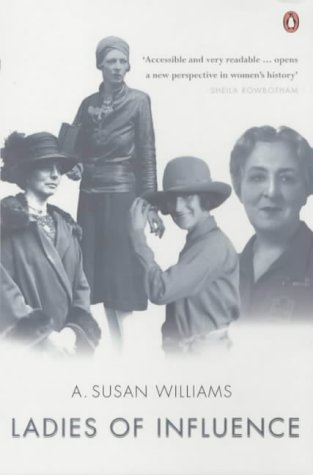 'Accessible and very readable ... opens
a new perspective in women's history'
SHEILA ROWBOTHAM
A. SUSAN WILLIAMS
LADIES OF INFLUENCE